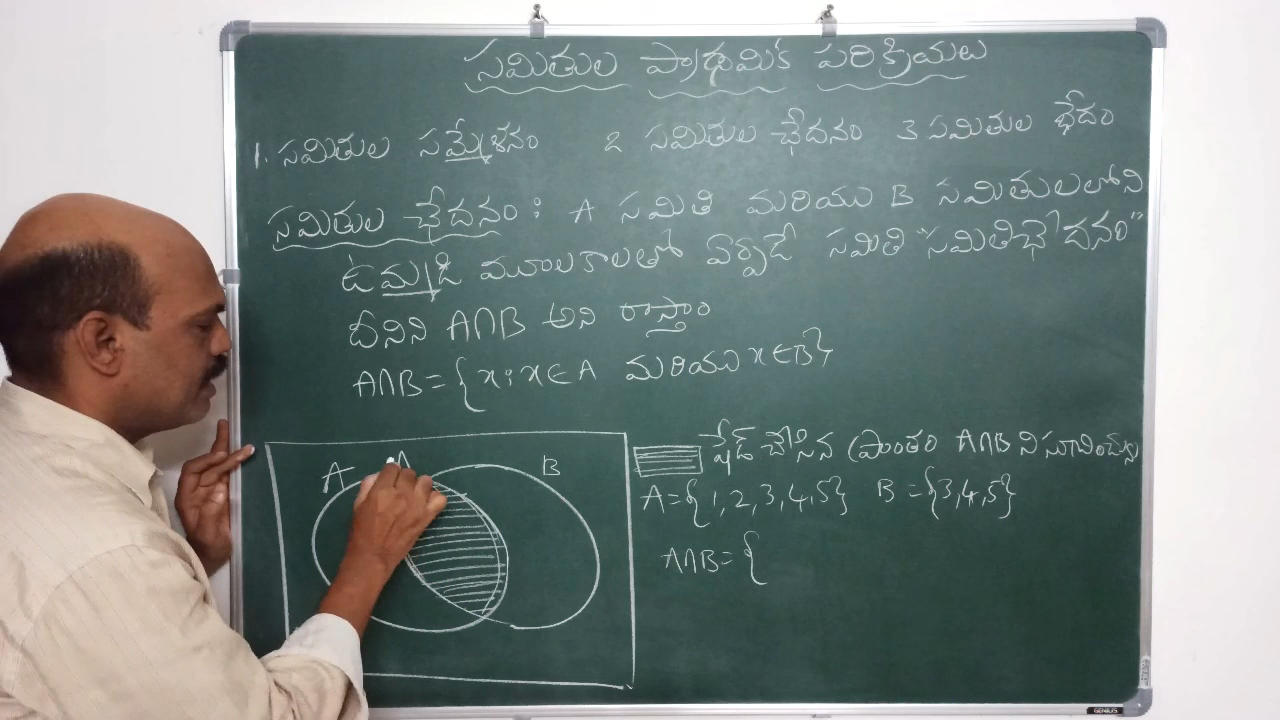 సమితుల ప్రాథమిక పరిక్రియలు
1. సమితుల సమ్మేళనం 2 సమితుల ఛేదనం 3 సమితుల భేదం
సమితుల ఛేదనం : A సమితి మరియు B సమితులలోని
ఉమ్మడి మూలకాలతో ఏర్పడే సమితి "సమితిఛేదనం"
దీనిని A∩B అని రాస్తాం
A∩B = {x : x ∈ A మరియు x ∈ B}
షేడ్ చేసిన ప్రాంతం A∩B ని సూచించును
A B
A = {1, 2, 3, 4, 5} B = {3, 4, 5}
A∩B = {
GENIUS